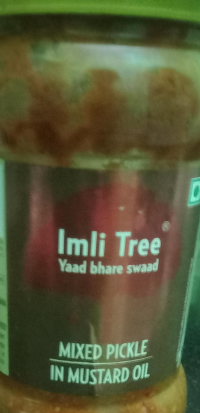 Imli Tree®
Yaad bhare swaad
MIXED PICKLE
IN MUSTARD OIL